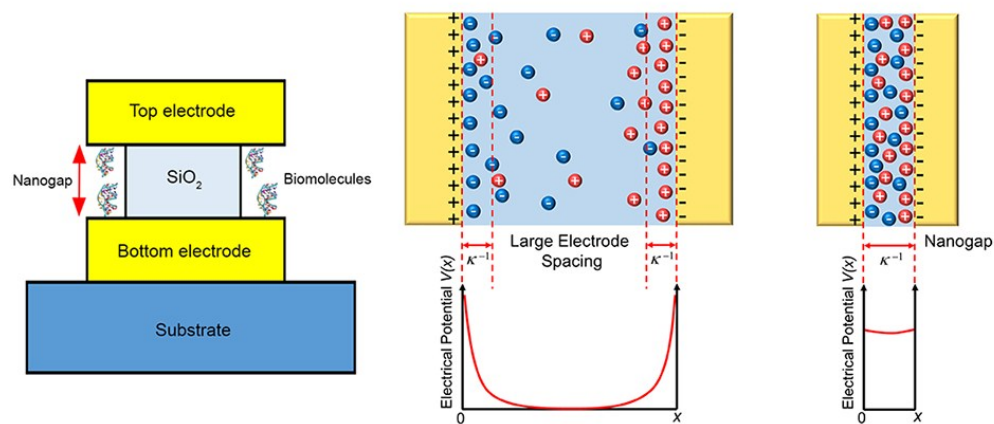 Top electrode
Nanogap
SiO₂
Biomolecules
Bottom electrode
Substrate
Large Electrode
Spacing
κ⁻¹
κ⁻¹
Electrical Potential V(x)
0
x
κ⁻¹
Nanogap
Electrical Potential V(x)
0
x